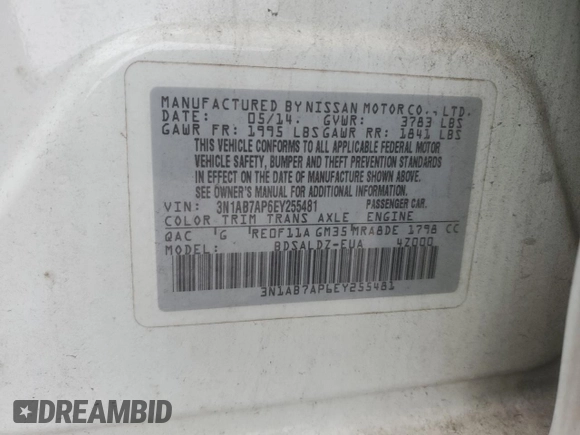 MANUFACTURED BY NISSAN MOTOR CO., LTD.
DATE: 05/14. GVWR: 3783 LBS
GAWR FR: 1995 LBS GAWR RR: 1841 LBS
THIS VEHICLE CONFORMS TO ALL APPLICABLE FEDERAL MOTOR
VEHICLE SAFETY, BUMPER AND THEFT PREVENTION STANDARDS
IN EFFECT ON THE DATE OF MANUFACTURE SHOWN ABOVE.
SEE OWNER'S MANUAL FOR ADDITIONAL INFORMATION.
VIN: 3N1AB7AP6EY255481 PASSENGER CAR.
COLOR TRIM TRANS AXLE ENGINE
QAC G RE0F11A GM35 MRA8DE 1798 CC
MODEL: BDSALDZ-EUA 4Z000
3N1AB7AP6EY255481
DREAMBID